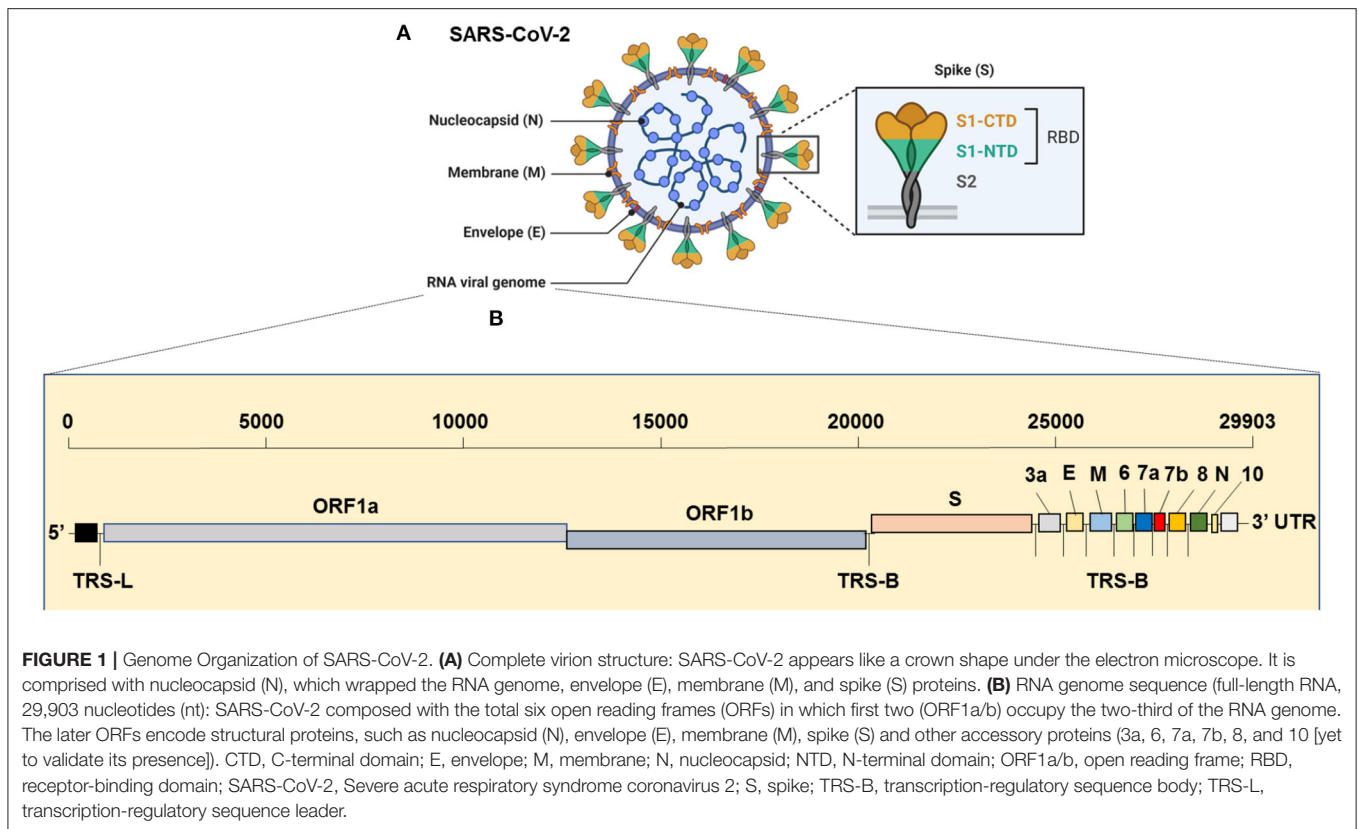 A SARS-CoV-2
Spike (S)
Nucleocapsid (N)
S1-CTD
S1-NTD
RBD
Membrane (M)
S2
Envelope (E)
RNA viral genome
B
0 5000 10000 15000 20000 25000 29903
3a E M 6 7a 7b 8 N 10
ORF1a
ORF1b
S
5’
3’ UTR
TRS-L
TRS-B
TRS-B
FIGURE 1 | Genome Organization of SARS-CoV-2. (A) Complete virion structure: SARS-CoV-2 appears like a crown shape under the electron microscope. It is
comprised with nucleocapsid (N), which wrapped the RNA genome, envelope (E), membrane (M), and spike (S) proteins. (B) RNA genome sequence (full-length RNA,
29,903 nucleotides (nt): SARS-CoV-2 composed with the total six open reading frames (ORFs) in which first two (ORF1a/b) occupy the two-third of the RNA genome.
The later ORFs encode structural proteins, such as nucleocapsid (N), envelope (E), membrane (M), spike (S) and other accessory proteins (3a, 6, 7a, 7b, 8, and 10 [yet
to validate its presence]). CTD, C-terminal domain; E, envelope; M, membrane; N, nucleocapsid; NTD, N-terminal domain; ORF1a/b, open reading frame; RBD,
receptor-binding domain; SARS-CoV-2, Severe acute respiratory syndrome coronavirus 2; S, spike; TRS-B, transcription-regulatory sequence body; TRS-L,
transcription-regulatory sequence leader.